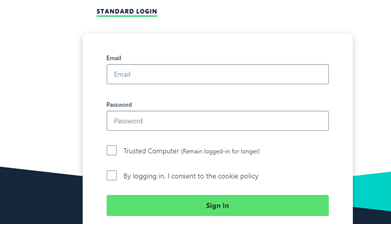 STANDARD LOGIN
Email
Email
Password
Password
Trusted Computer (Remain logged-in for longer)
By logging in, I consent to the cookie policy
Sign In